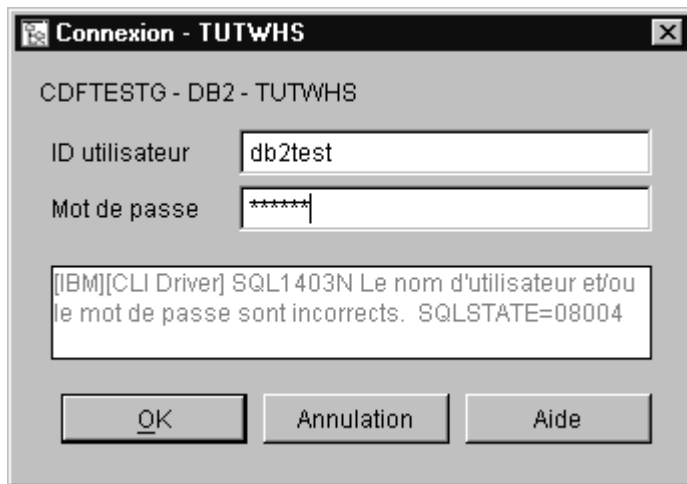 Connexion - TUTWHS
CDFTESTG - DB2 - TUTWHS
ID utilisateur db2test
Mot de passe ******
[IBM][CLI Driver] SQL1403N Le nom d'utilisateur et/ou
le mot de passe sont incorrects. SQLSTATE=08004
OK Annulation Aide